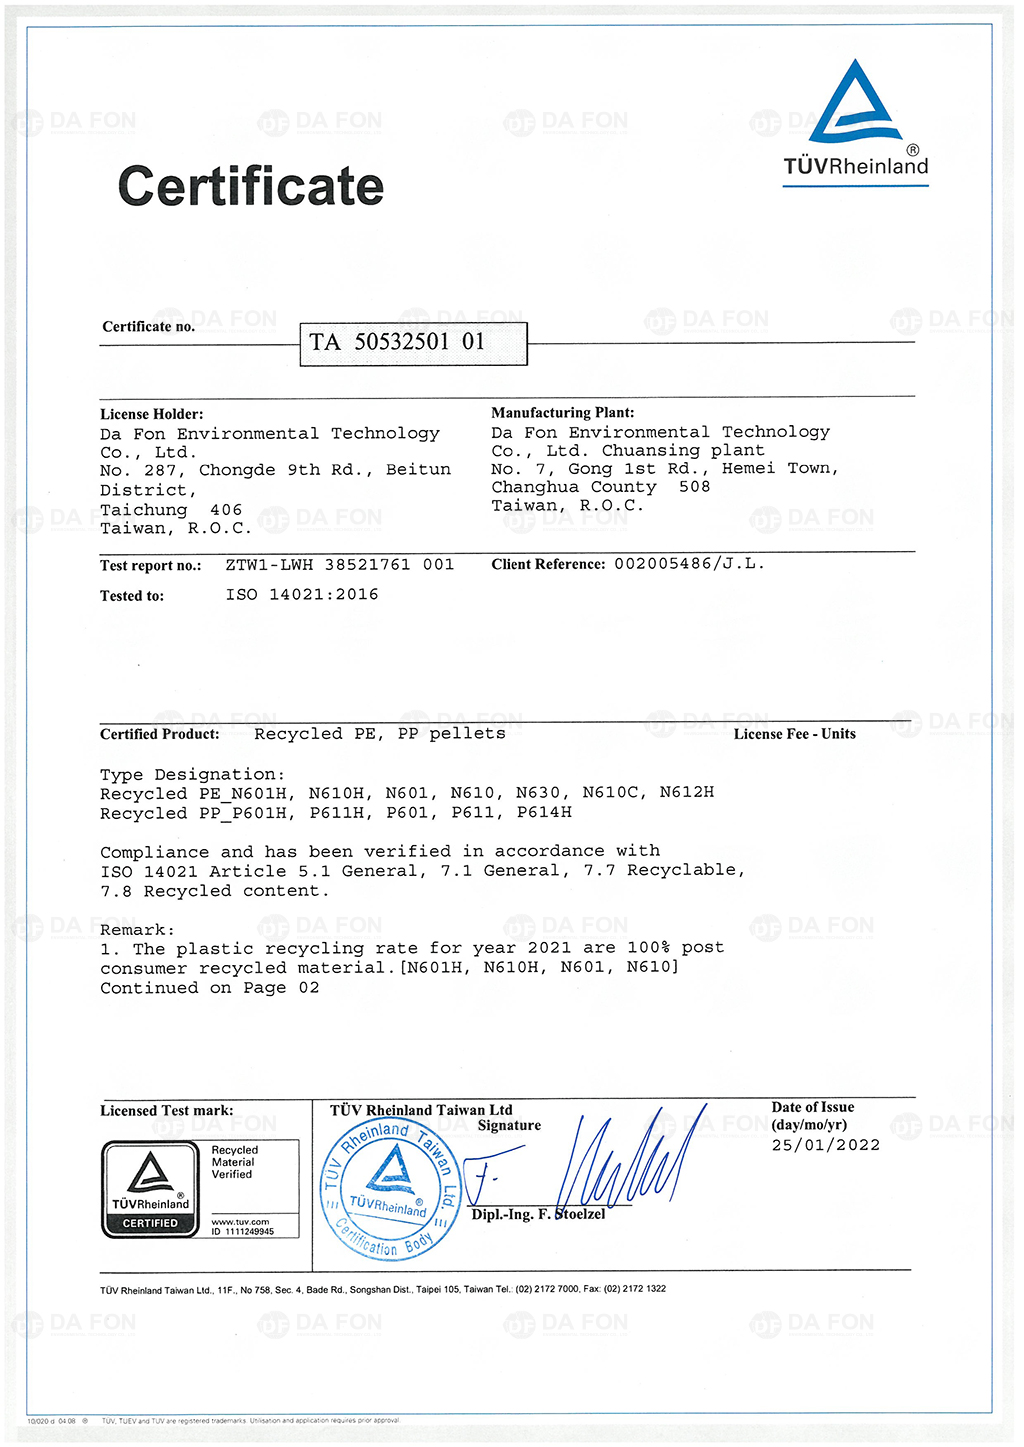 TÜVRheinland®
Certificate
Certificate no.
TA 50532501 01
License Holder:
Da Fon Environmental Technology
Co., Ltd.
No. 287, Chongde 9th Rd., Beitun
District,
Taichung 406
Taiwan, R.O.C.
Manufacturing Plant:
Da Fon Environmental Technology
Co., Ltd. Chuansing plant
No. 7, Gong 1st Rd., Hemei Town,
Changhua County 508
Taiwan, R.O.C.
Test report no.: ZTW1-LWH 38521761 001
Client Reference: 002005486/J.L.
Tested to: ISO 14021:2016
Certified Product: Recycled PE, PP pellets
License Fee - Units
Type Designation:
Recycled PE_N601H, N610H, N601, N610, N630, N610C, N612H
Recycled PP_P601H, P611H, P601, P611, P614H
Compliance and has been verified in accordance with
ISO 14021 Article 5.1 General, 7.1 General, 7.7 Recyclable,
7.8 Recycled content.
Remark:
1. The plastic recycling rate for year 2021 are 100% post
consumer recycled material.[N601H, N610H, N601, N610]
Continued on Page 02
Licensed Test mark:
TÜVRheinland®
CERTIFIED
Recycled
Material
Verified
www.tuv.com
ID 1111249945
TÜV Rheinland Taiwan Ltd
Signature
TÜV Rheinland Taiwan Ltd.
TÜVRheinland®
Certification Body
Dipl.-Ing. F. Stoelzel
Date of Issue
(day/mo/yr)
25/01/2022
TÜV Rheinland Taiwan Ltd., 11F., No 758, Sec. 4, Bade Rd., Songshan Dist., Taipei 105, Taiwan Tel.: (02) 2172 7000, Fax: (02) 2172 1322
10/020 d 04.08 ® TÜV, TUEV and TUV are registered trademarks. Utilisation and application requires prior approval.
DA FON